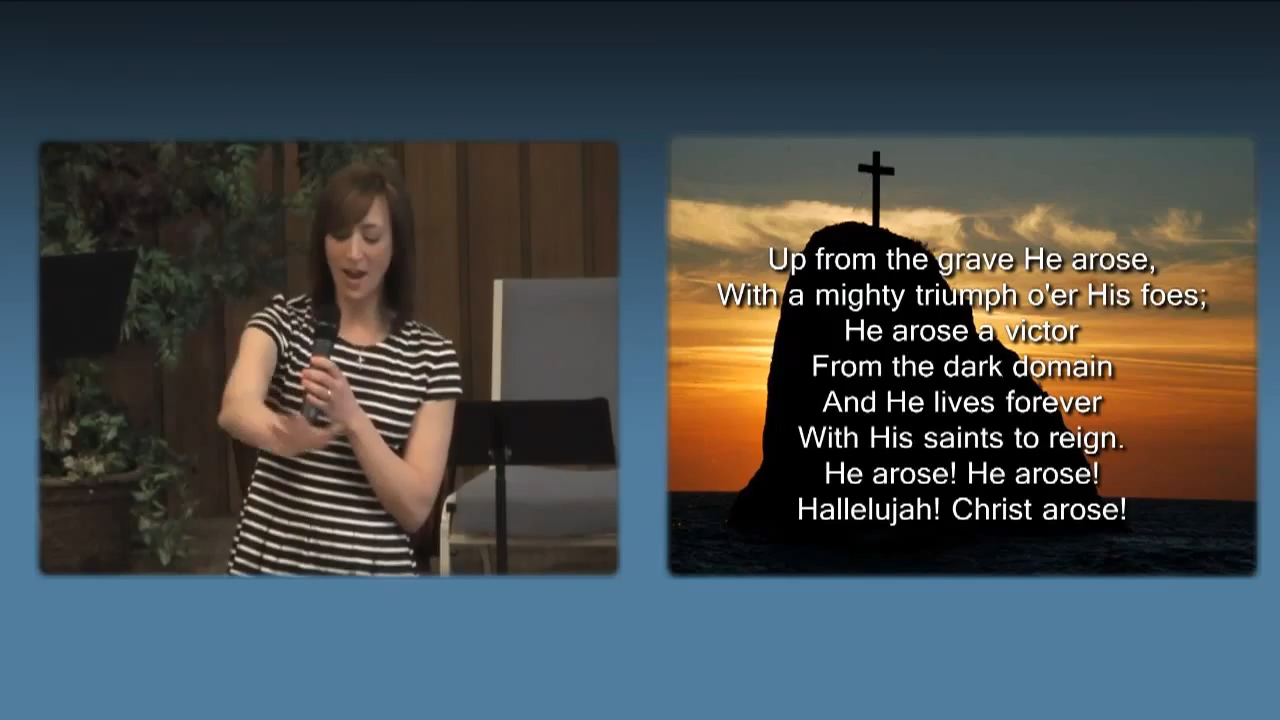 Up from the grave He arose,
With a mighty triumph o'er His foes;
He arose a victor
From the dark domain
And He lives forever
With His saints to reign.
He arose! He arose!
Hallelujah! Christ arose!